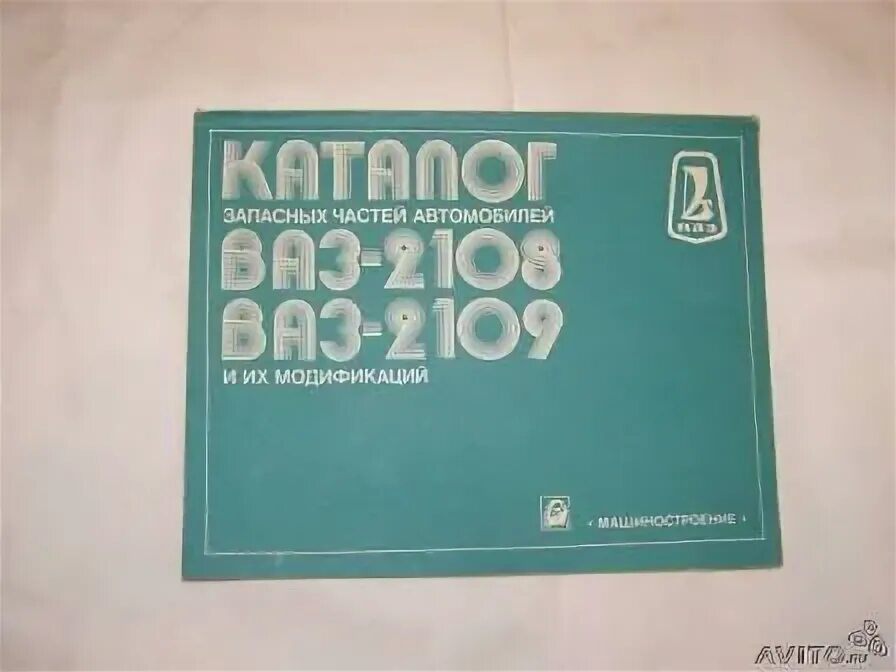 КАТАЛОГ
ЗАПАСНЫХ ЧАСТЕЙ АВТОМОБИЛЕЙ
ВАЗ-2108
ВАЗ-2109
И ИХ МОДИФИКАЦИЙ
ВАЗ
«МАШИНОСТРОЕНИЕ»
AVITO.ru